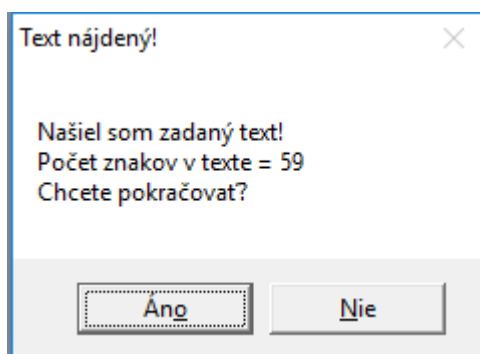 Text nájdený!
Našiel som zadaný text!
Počet znakov v texte = 59
Chcete pokračovať?
Áno
Nie